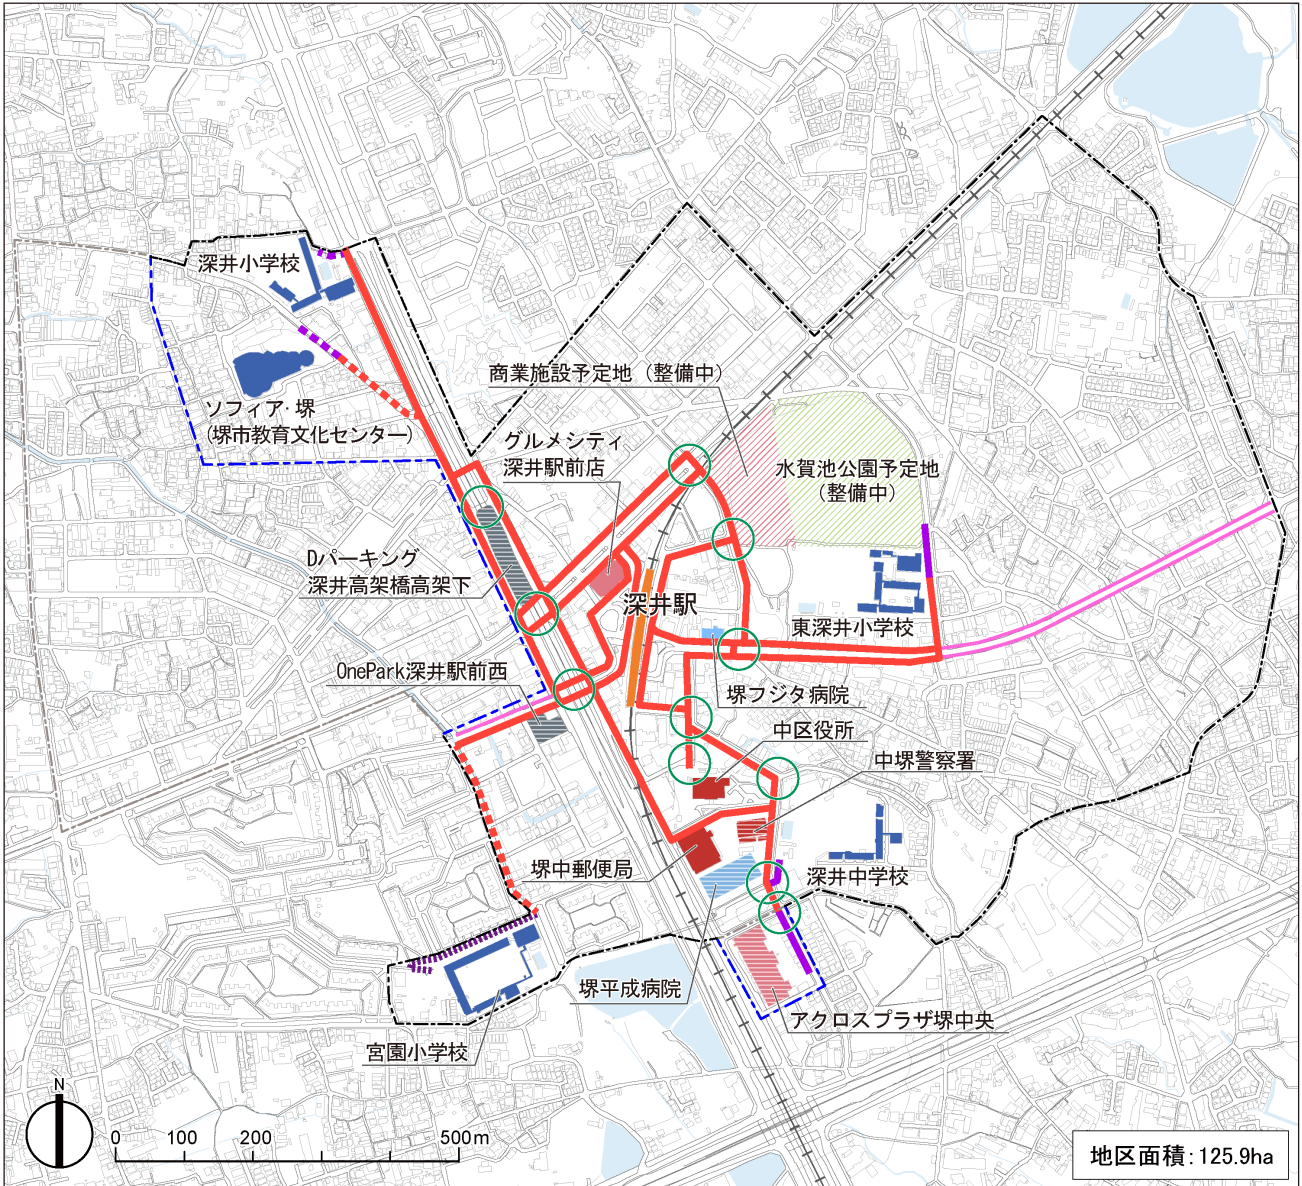 深井小学校
商業施設予定地（整備中）
ソフィア・堺
(堺市教育文化センター)
グルメシティ
深井駅前店
水賀池公園予定地
(整備中)
Dパーキング
深井高架橋高架下
深井駅
東深井小学校
OnePark深井駅前西
堺フジタ病院
中区役所
中堺警察署
堺中郵便局
深井中学校
堺平成病院
アクロスプラザ堺中央
宮園小学校
N
0 100 200 500m
地区面積:125.9ha